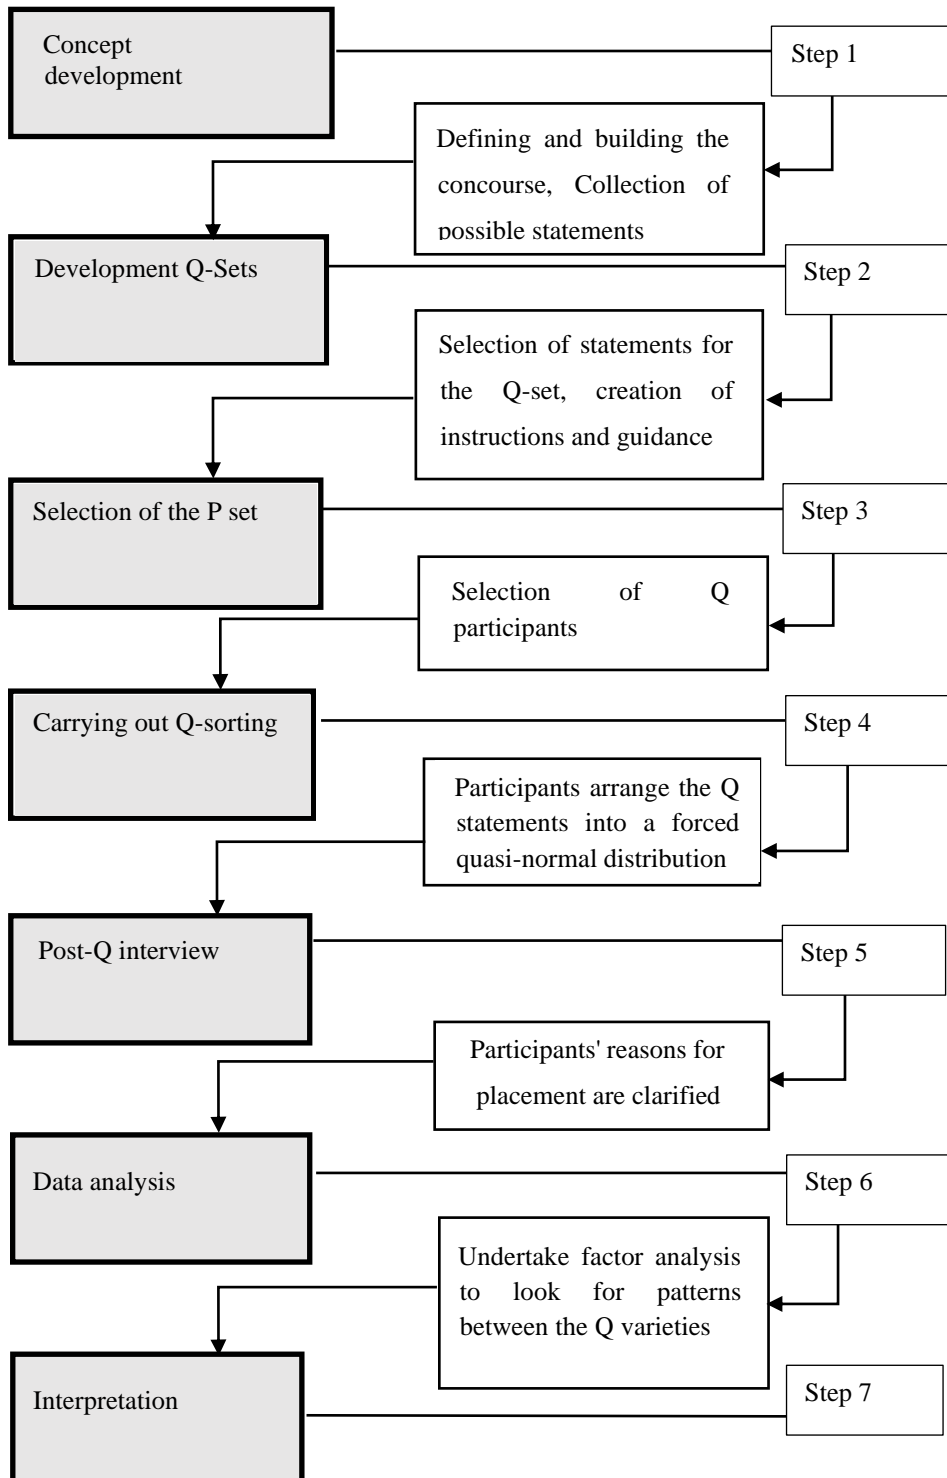 Concept
development
Step 1
Defining and building the
concourse, Collection of
possible statements
Development Q-Sets
Step 2
Selection of statements for
the Q-set, creation of
instructions and guidance
Selection of the P set
Step 3
Selection of Q
participants
Carrying out Q-sorting
Step 4
Participants arrange the Q
statements into a forced
quasi-normal distribution
Post-Q interview
Step 5
Participants' reasons for
placement are clarified
Data analysis
Step 6
Undertake factor analysis
to look for patterns
between the Q varieties
Interpretation
Step 7